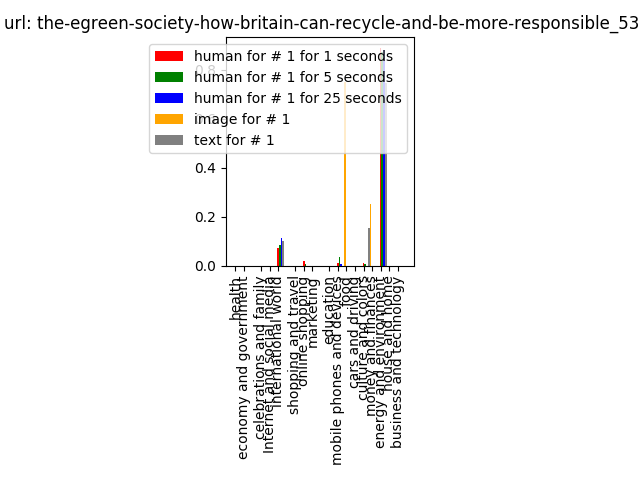 url: the-egreen-society-how-britain-can-recycle-and-be-more-responsible_53
human for # 1 for 1 seconds
human for # 1 for 5 seconds
human for # 1 for 25 seconds
image for # 1
text for # 1
0.8
0.4
0.2
0.0
health
economy and government
celebrations and family
Internet and social media
International world
shopping and travel
online shopping
marketing
education
mobile phones and devices
food
cars and driving
culture and colors
money and finances
energy and environment
house and home
business and technology